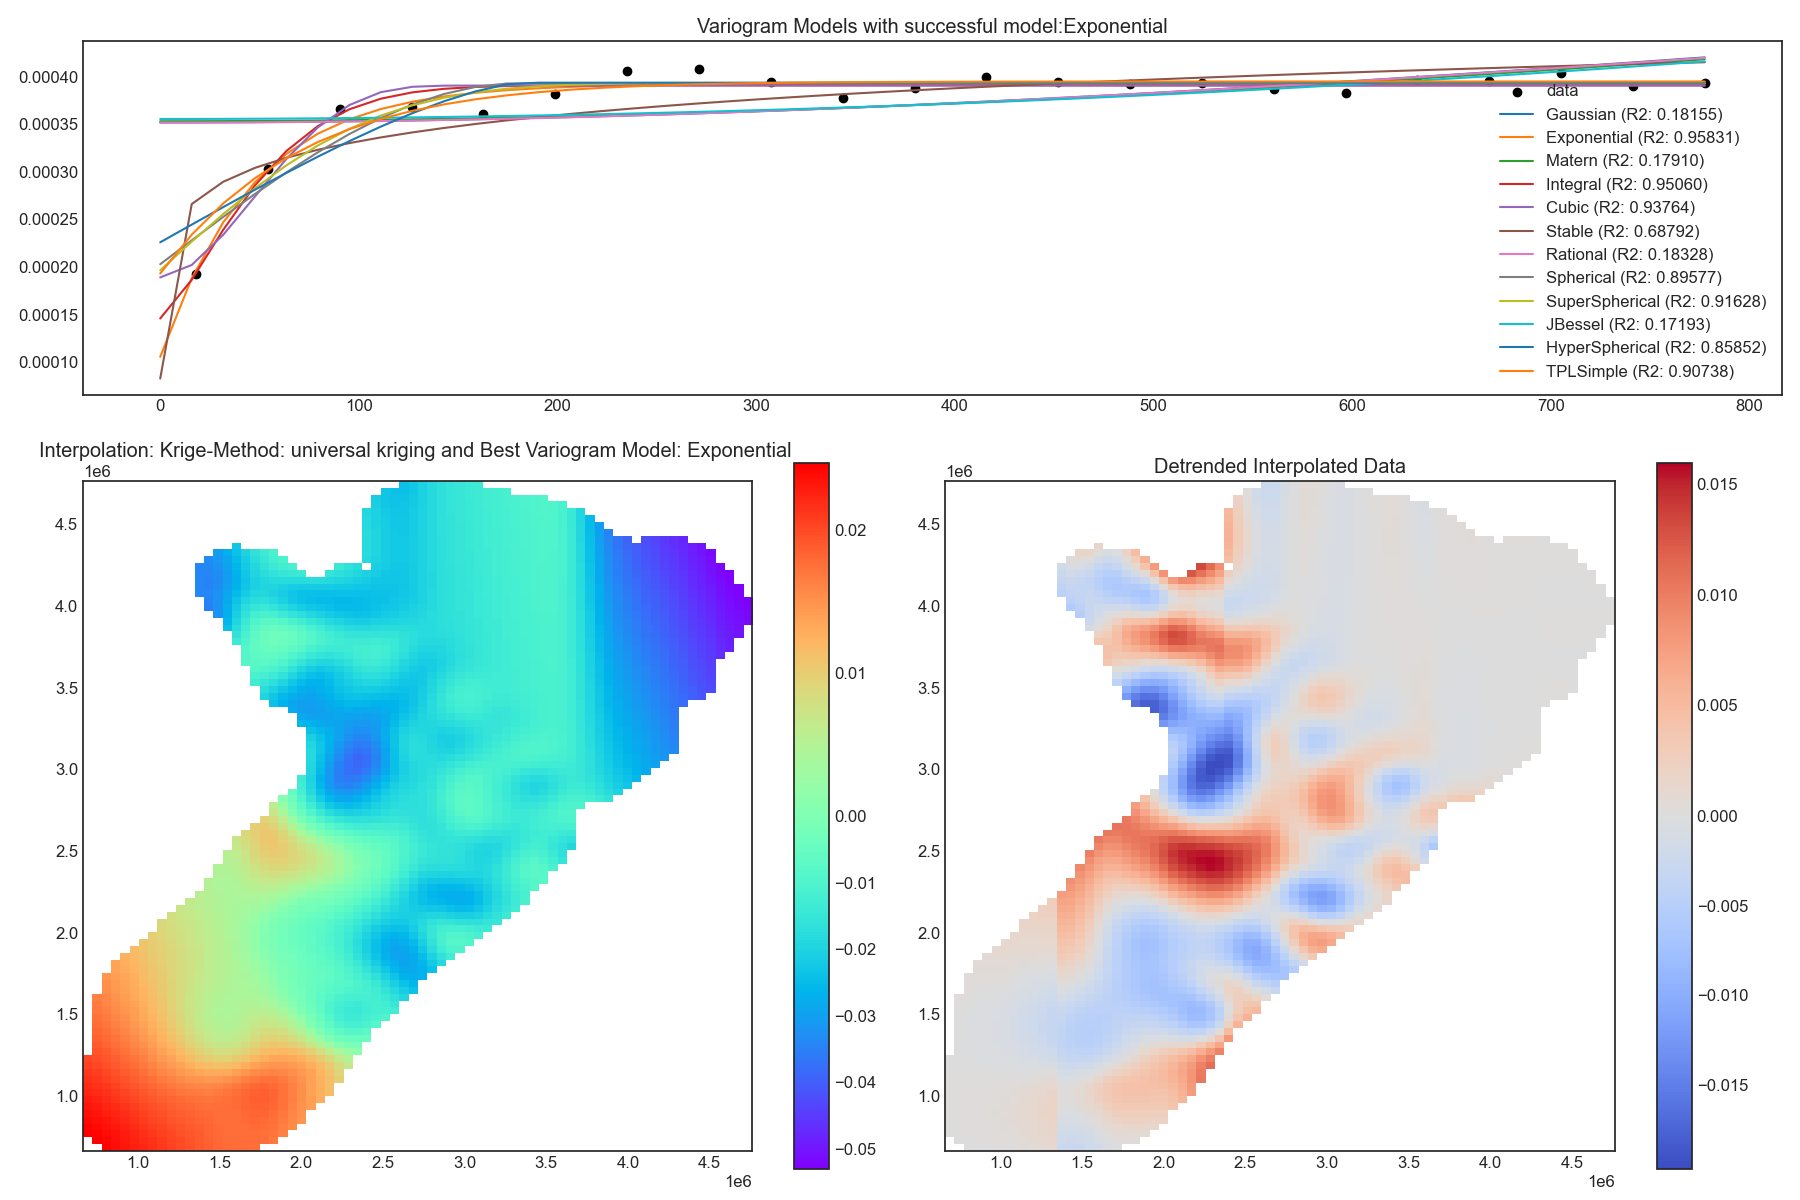 Variogram Models with successful model:Exponential
0.00040
0.00035
0.00030
0.00025
0.00020
0.00015
0.00010
data
Gaussian (R2: 0.18155)
Exponential (R2: 0.95831)
Matern (R2: 0.17910)
Integral (R2: 0.95060)
Cubic (R2: 0.93764)
Stable (R2: 0.68792)
Rational (R2: 0.18328)
Spherical (R2: 0.89577)
SuperSpherical (R2: 0.91628)
JBessel (R2: 0.17193)
HyperSpherical (R2: 0.85852)
TPLSimple (R2: 0.90738)
0 100 200 300 400 500 600 700 800
Interpolation: Krige-Method: universal kriging and Best Variogram Model: Exponential
1e6
4.5
4.0
3.5
3.0
2.5
2.0
1.5
1.0
1.0 1.5 2.0 2.5 3.0 3.5 4.0 4.5
1e6
0.02
0.01
0.00
−0.01
−0.02
−0.03
−0.04
−0.05
Detrended Interpolated Data
1e6
4.5
4.0
3.5
3.0
2.5
2.0
1.5
1.0
1.0 1.5 2.0 2.5 3.0 3.5 4.0 4.5
1e6
0.015
0.010
0.005
0.000
−0.005
−0.010
−0.015